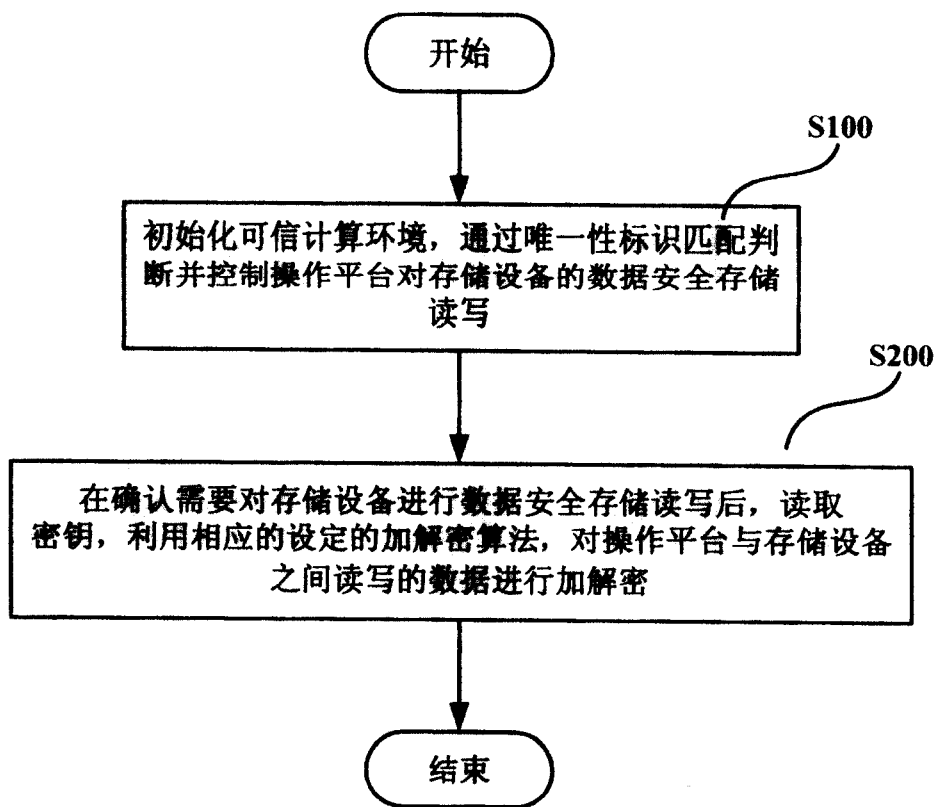 开始
S100
初始化可信计算环境，通过唯一性标识匹配判
断并控制操作平台对存储设备的数据安全存储
读写
S200
在确认需要对存储设备进行数据安全存储读写后，读取
密钥，利用相应的设定的加解密算法，对操作平台与存储设备
之间读写的数据进行加解密
结束